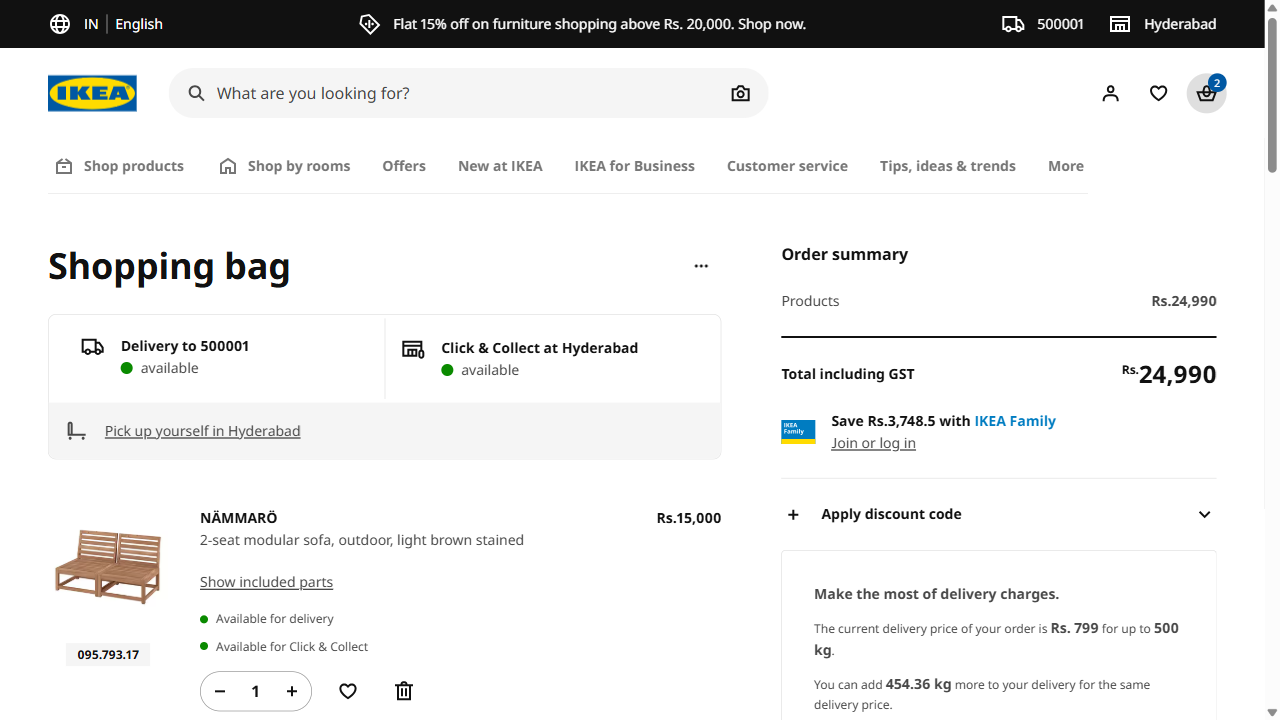 IN English
Flat 15% off on furniture shopping above Rs. 20,000. Shop now.
500001
Hyderabad
IKEA
What are you looking for?
2
Shop products
Shop by rooms
Offers
New at IKEA
IKEA for Business
Customer service
Tips, ideas & trends
More
Shopping bag
Delivery to 500001
available
Click & Collect at Hyderabad
available
Pick up yourself in Hyderabad
NÄMMARÖ
Rs.15,000
2-seat modular sofa, outdoor, light brown stained
Show included parts
Available for delivery
Available for Click & Collect
095.793.17
1
Order summary
Products
Rs.24,990
Total including GST
Rs.24,990
IKEA
Family
Save Rs.3,748.5 with IKEA Family
Join or log in
Apply discount code
Make the most of delivery charges.
The current delivery price of your order is Rs. 799 for up to 500
kg.
You can add 454.36 kg more to your delivery for the same
delivery price.